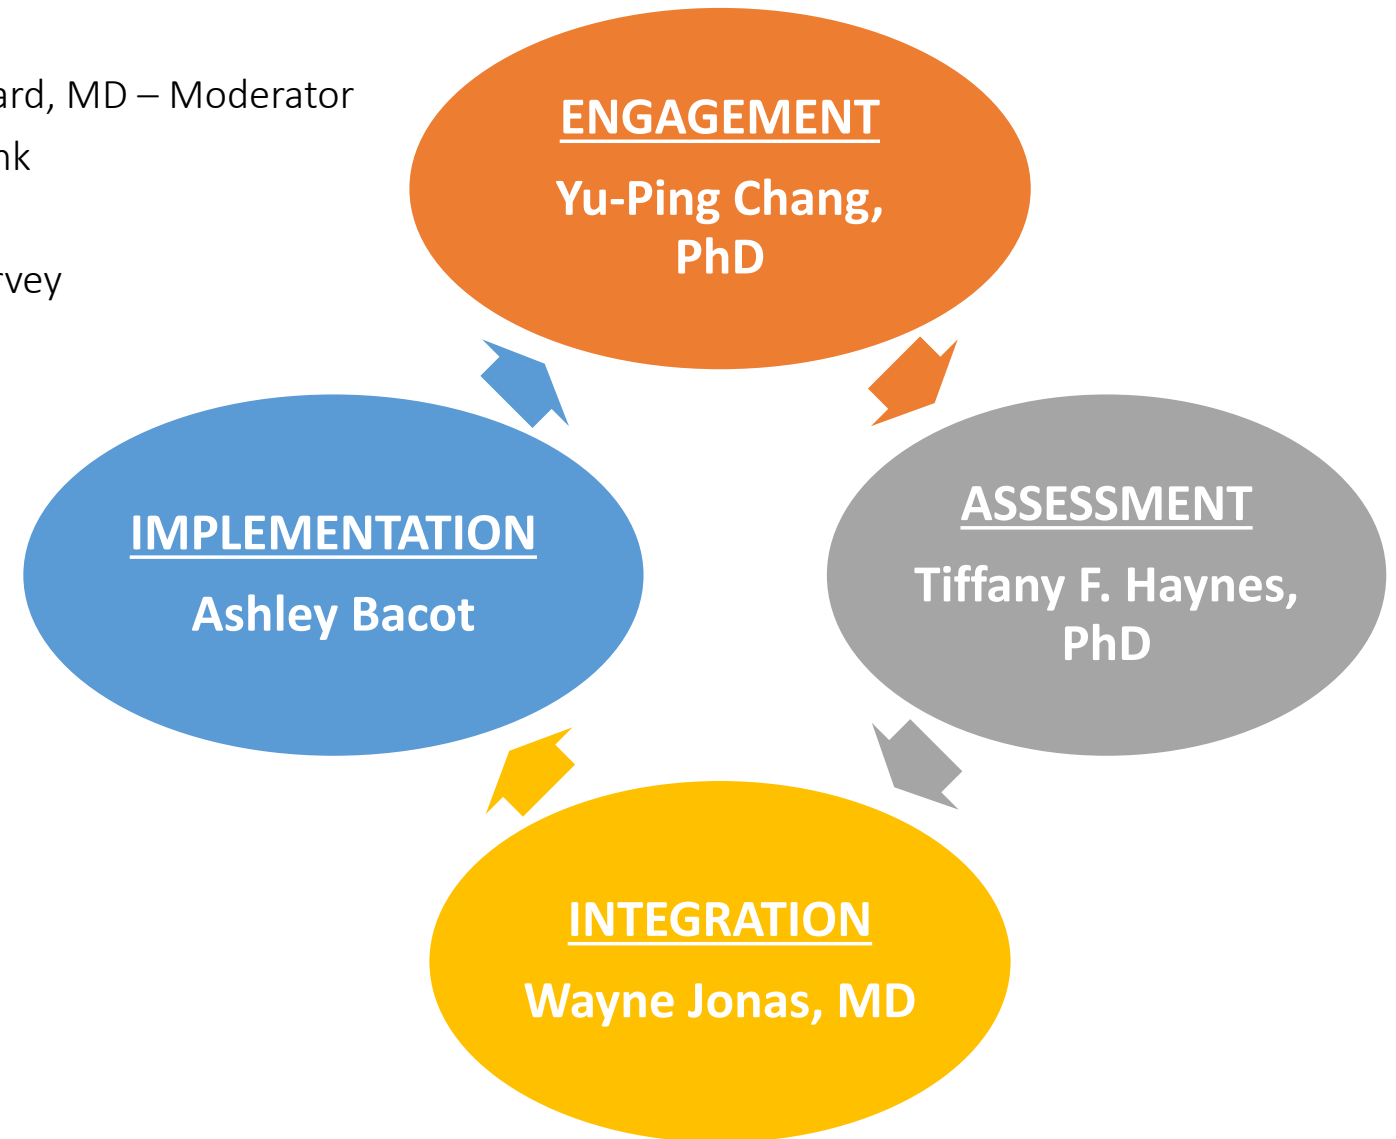 ard, MD – Moderator
nk
rvey
ENGAGEMENT
Yu-Ping Chang,
PhD
IMPLEMENTATION
Ashley Bacot
ASSESSMENT
Tiffany F. Haynes,
PhD
INTEGRATION
Wayne Jonas, MD